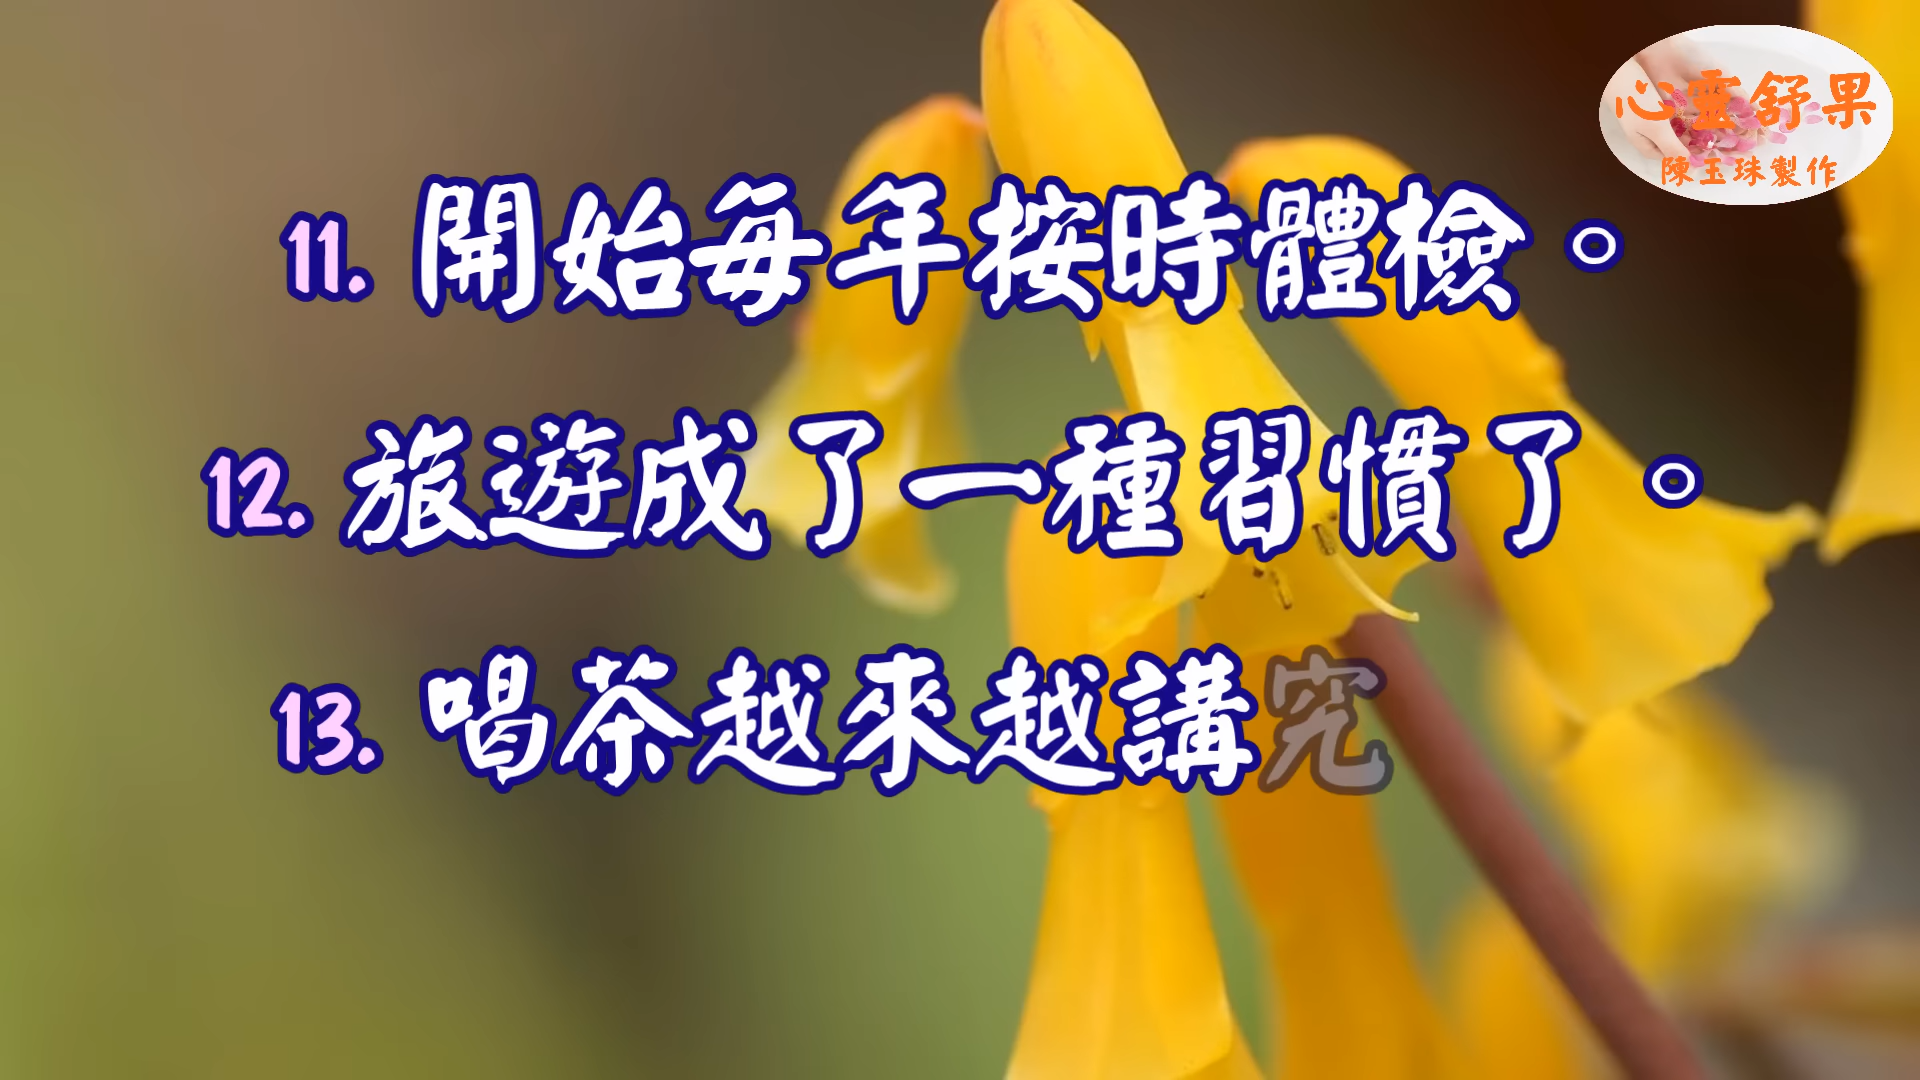 心靈舒果
陳玉珠製作
11. 開始每年按時體檢。
12. 旅遊成了一種習慣了。
13. 喝茶越來越講究